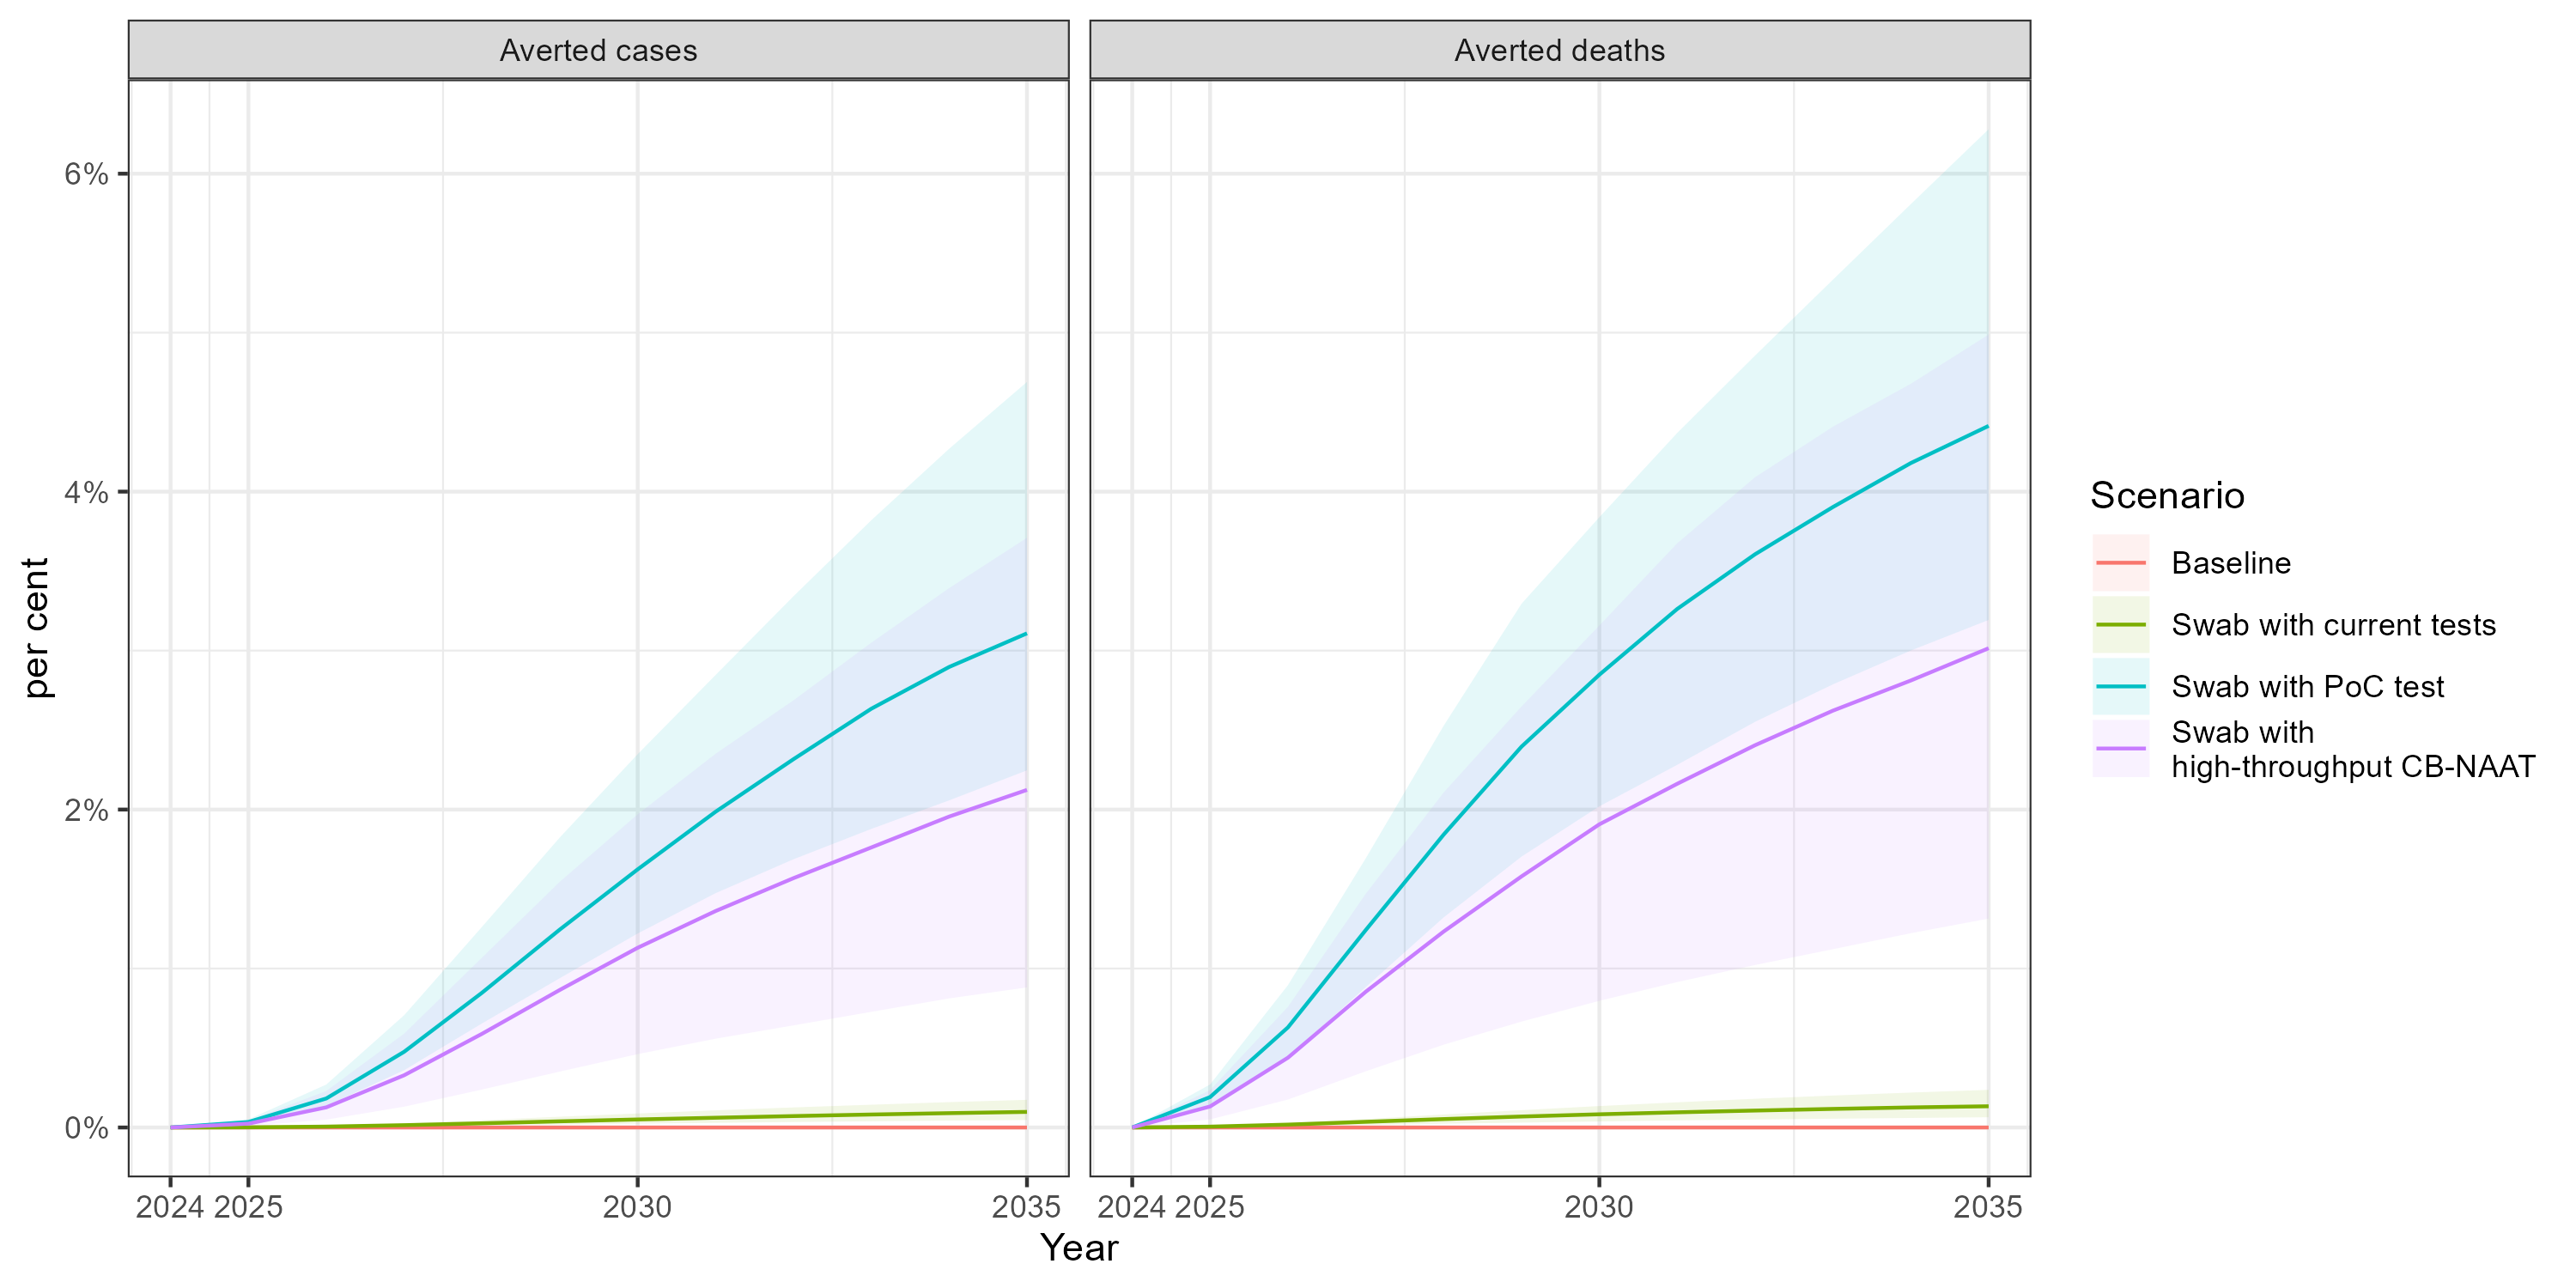 Averted cases
Averted deaths
6%
4%
2%
0%
per cent
2024 2025 2030 2035
2024 2025 2030 2035
Year
Scenario
Baseline
Swab with current tests
Swab with PoC test
Swab with
high-throughput CB-NAAT